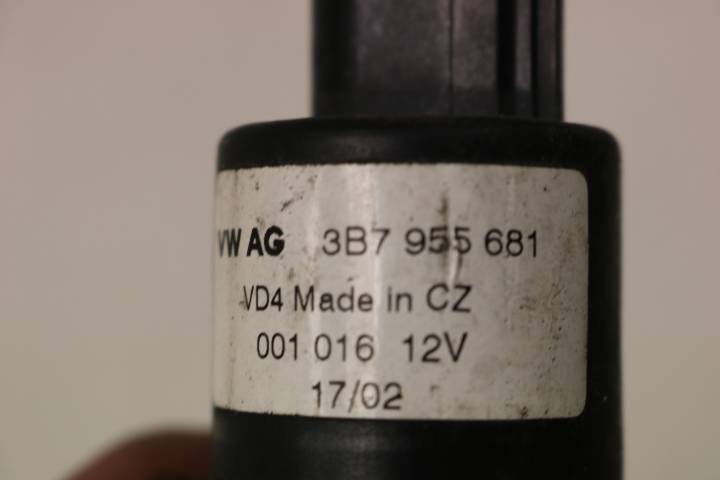 VW AG 3B7 955 681
VD4 Made in CZ
001 016 12V
17/02